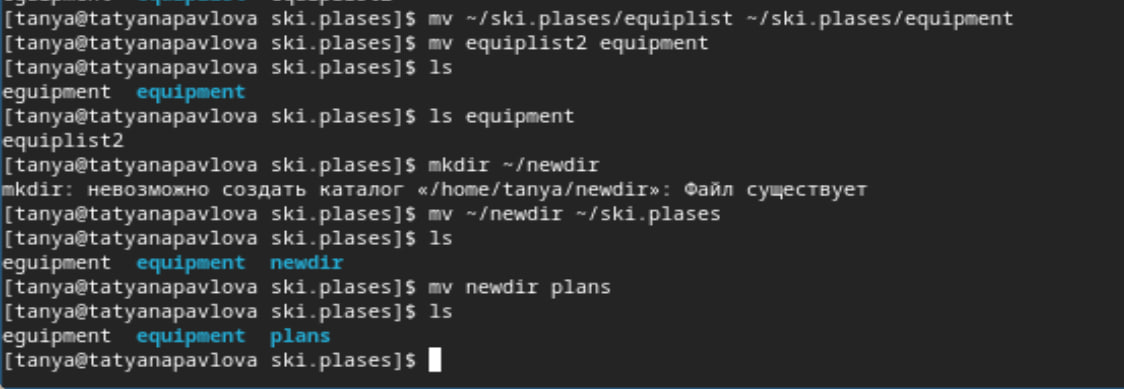 [tanya@tatyanapavlova ski.plases]$ mv ~/ski.plases/equiplist ~/ski.plases/equipment
[tanya@tatyanapavlova ski.plases]$ mv equiplist2 equipment
[tanya@tatyanapavlova ski.plases]$ ls
eguipment equipment
[tanya@tatyanapavlova ski.plases]$ ls equipment
equiplist2
[tanya@tatyanapavlova ski.plases]$ mkdir ~/newdir
mkdir: невозможно создать каталог «/home/tanya/newdir»: Файл существует
[tanya@tatyanapavlova ski.plases]$ mv ~/newdir ~/ski.plases
[tanya@tatyanapavlova ski.plases]$ ls
eguipment equipment newdir
[tanya@tatyanapavlova ski.plases]$ mv newdir plans
[tanya@tatyanapavlova ski.plases]$ ls
eguipment equipment plans
[tanya@tatyanapavlova ski.plases]$